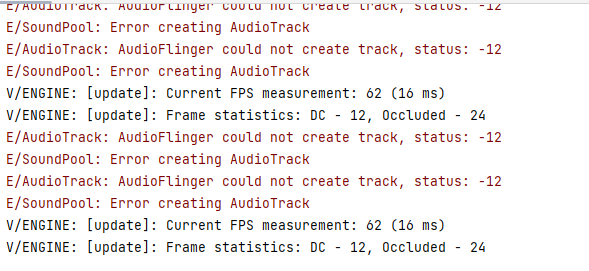 E/AudioTrack: AudioFlinger could not create track, status: -12
E/SoundPool: Error creating AudioTrack
E/AudioTrack: AudioFlinger could not create track, status: -12
E/SoundPool: Error creating AudioTrack
V/ENGINE: [update]: Current FPS measurement: 62 (16 ms)
V/ENGINE: [update]: Frame statistics: DC - 12, Occluded - 24
E/AudioTrack: AudioFlinger could not create track, status: -12
E/SoundPool: Error creating AudioTrack
E/AudioTrack: AudioFlinger could not create track, status: -12
E/SoundPool: Error creating AudioTrack
V/ENGINE: [update]: Current FPS measurement: 62 (16 ms)
V/ENGINE: [update]: Frame statistics: DC - 12, Occluded - 24